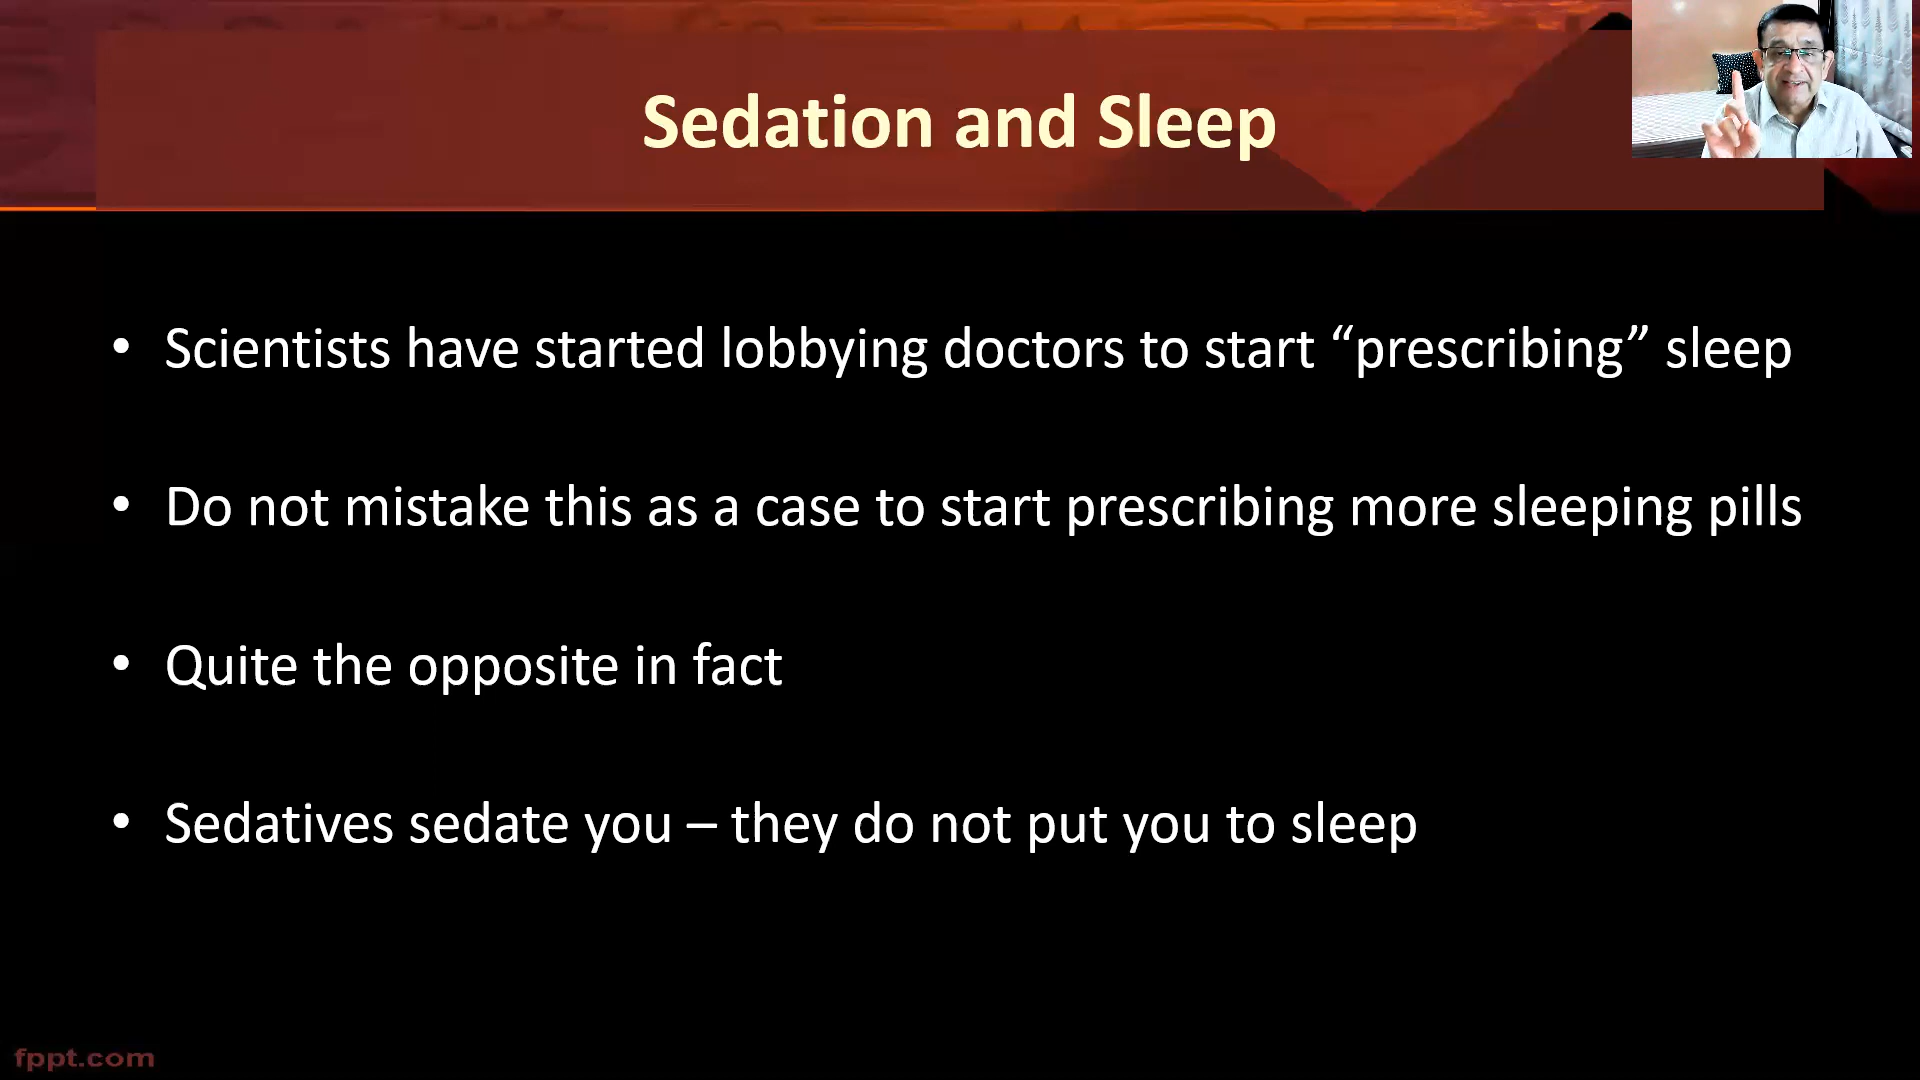 Sedation and Sleep
• Scientists have started lobbying doctors to start “prescribing” sleep
• Do not mistake this as a case to start prescribing more sleeping pills
• Quite the opposite in fact
• Sedatives sedate you – they do not put you to sleep
fppt.com